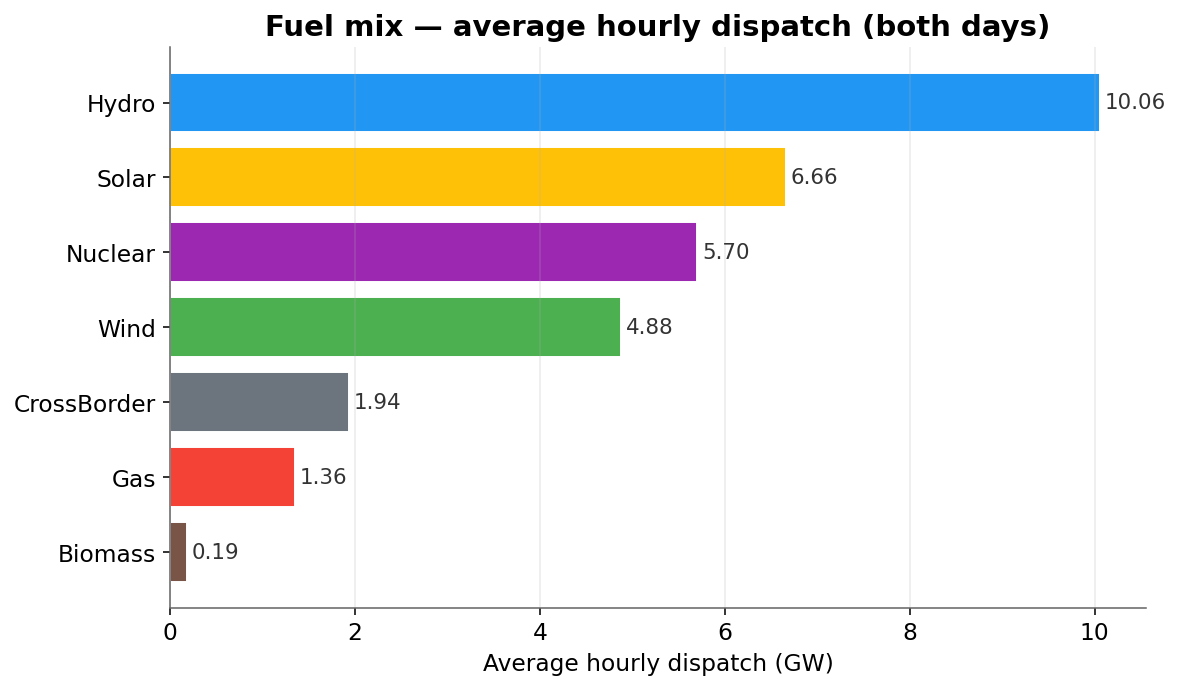 Fuel mix — average hourly dispatch (both days)
Hydro 10.06
Solar 6.66
Nuclear 5.70
Wind 4.88
CrossBorder 1.94
Gas 1.36
Biomass 0.19
0 2 4 6 8 10
Average hourly dispatch (GW)